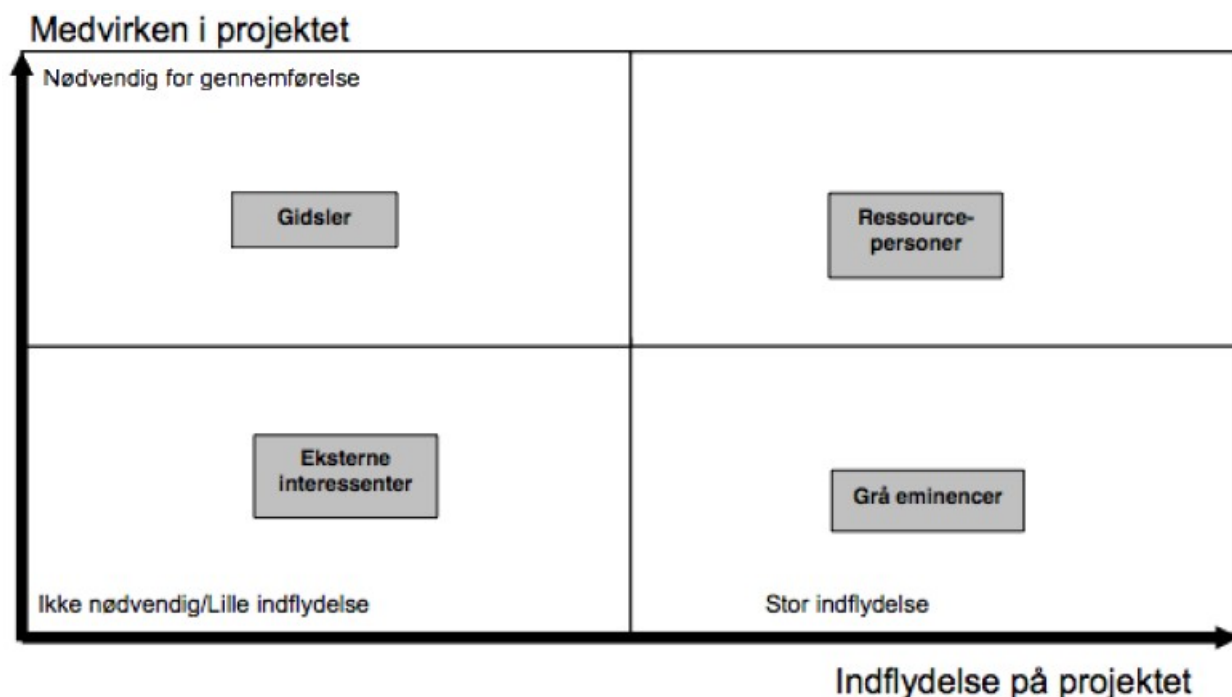 Medvirken i projektet
Nødvendig for gennemførelse
Gidsler
Ressource-
personer
Eksterne
interessenter
Grå eminencer
Ikke nødvendig/Lille indflydelse
Stor indflydelse
Indflydelse på projektet